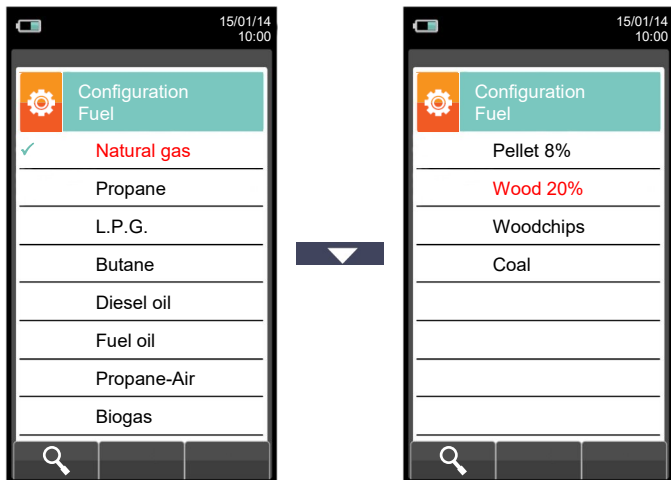 15/01/14
10:00
Configuration
Fuel
Natural gas
Propane
L.P.G.
Butane
Diesel oil
Fuel oil
Propane-Air
Biogas
15/01/14
10:00
Configuration
Fuel
Pellet 8%
Wood 20%
Woodchips
Coal